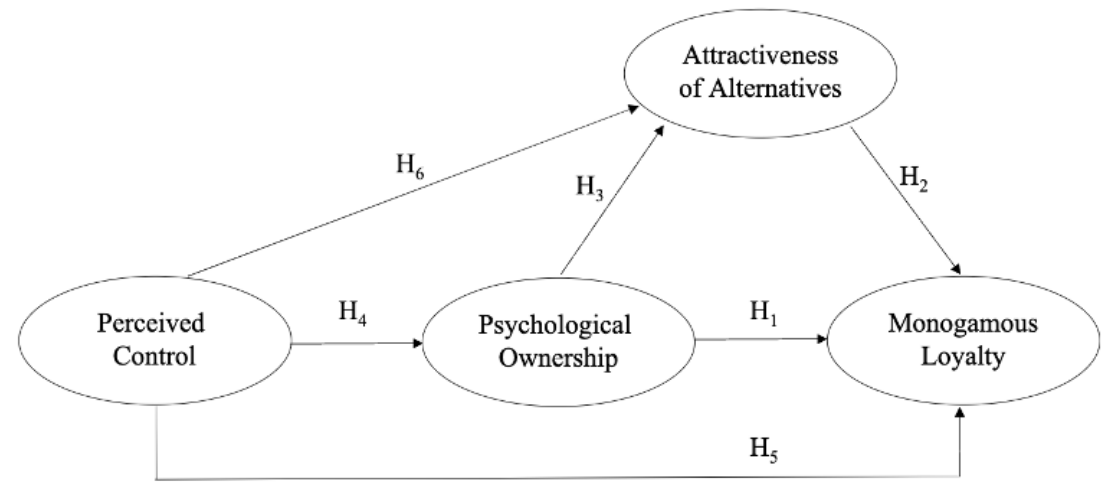 Attractiveness
of Alternatives
H₆
H₃
H₂
Perceived
Control
H₄
Psychological
Ownership
H₁
Monogamous
Loyalty
H₅